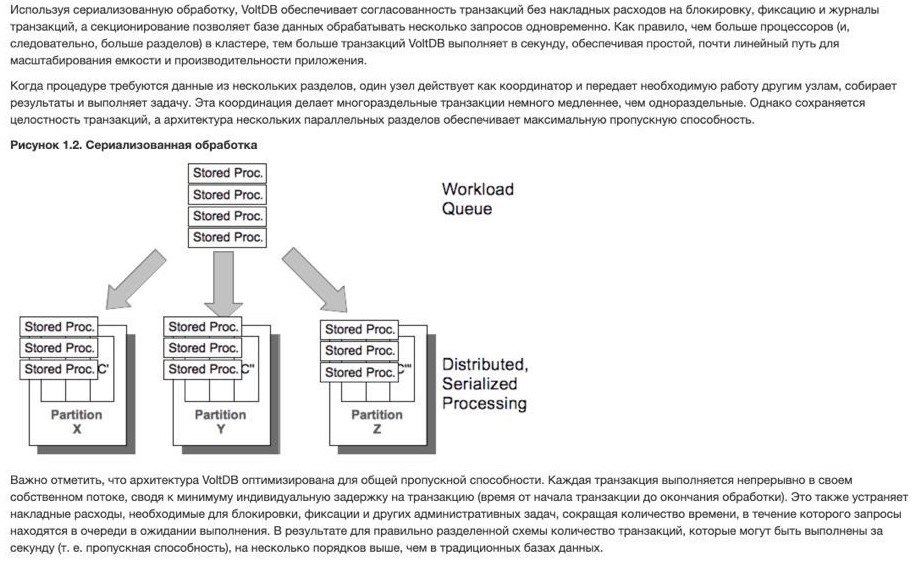 Используя сериализованную обработку, VoltDB обеспечивает согласованность транзакций без накладных расходов на блокировку, фиксацию и журналы
транзакций, а секционирование позволяет базе данных обрабатывать несколько запросов одновременно. Как правило, чем больше процессоров (и,
следовательно, больше разделов) в кластере, тем больше транзакций VoltDB выполняет в секунду, обеспечивая простой, почти линейный путь для
масштабирования емкости и производительности приложения.
Когда процедуре требуются данные из нескольких разделов, один узел действует как координатор и передает необходимую работу другим узлам, собирает
результаты и выполняет задачу. Эта координация делает многораздельные транзакции немного медленнее, чем однораздельные. Однако сохраняется
целостность транзакций, а архитектура нескольких параллельных разделов обеспечивает максимальную пропускную способность.
Рисунок 1.2. Сериализованная обработка
Stored Proc.
Stored Proc.
Stored Proc.
Stored Proc.
Workload
Queue
Stored Proc.
Stored Proc.
Stored Proc. C'
Partition
X
Stored Proc.
Stored Proc.
Stored Proc. C''
Partition
Y
Stored Proc.
Stored Proc.
Stored Proc. C'''
Partition
Z
Distributed,
Serialized
Processing
Важно отметить, что архитектура VoltDB оптимизирована для общей пропускной способности. Каждая транзакция выполняется непрерывно в своем
собственном потоке, сводя к минимуму индивидуальную задержку на транзакцию (время от начала транзакции до окончания обработки). Это также устраняет
накладные расходы, необходимые для блокировки, фиксации и других административных задач, сокращая количество времени, в течение которого запросы
находятся в очереди в ожидании выполнения. В результате для правильно разделенной схемы количество транзакций, которые могут быть выполнены за
секунду (т. е. пропускная способность), на несколько порядков выше, чем в традиционных базах данных.